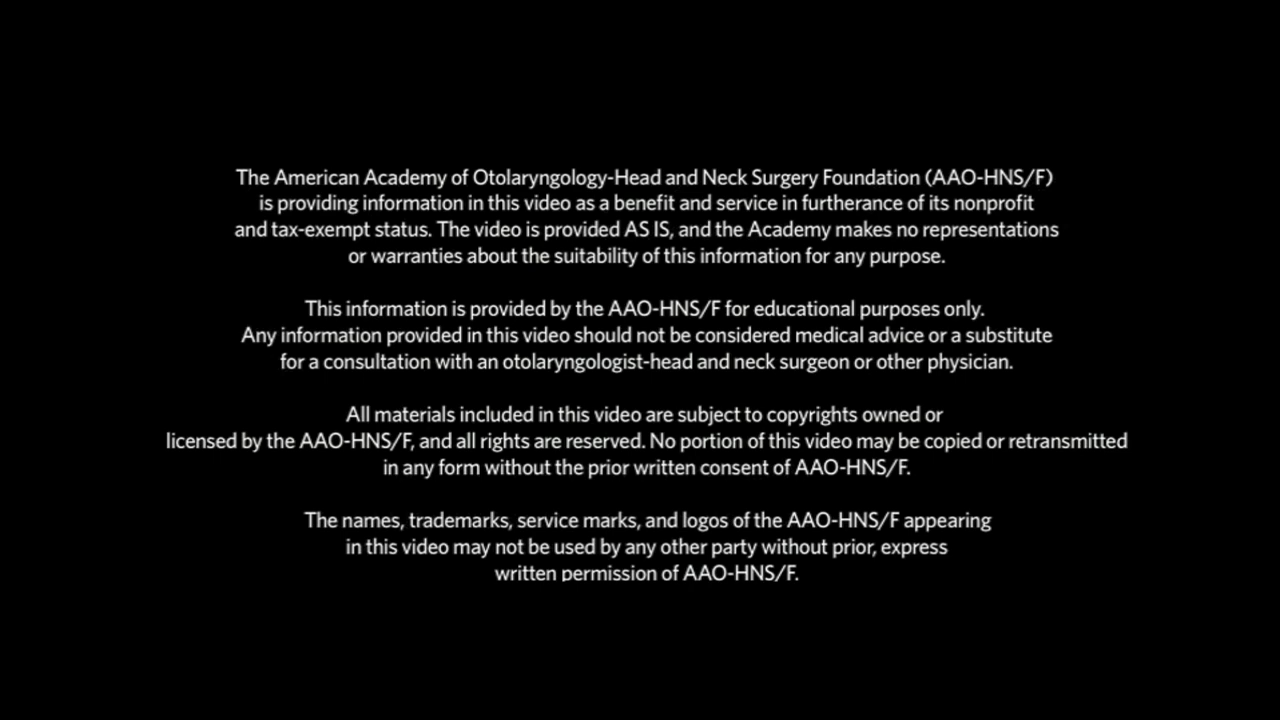 The American Academy of Otolaryngology-Head and Neck Surgery Foundation (AAO-HNS/F)
is providing information in this video as a benefit and service in furtherance of its nonprofit
and tax-exempt status. The video is provided AS IS, and the Academy makes no representations
or warranties about the suitability of this information for any purpose.
This information is provided by the AAO-HNS/F for educational purposes only.
Any information provided in this video should not be considered medical advice or a substitute
for a consultation with an otolaryngologist-head and neck surgeon or other physician.
All materials included in this video are subject to copyrights owned or
licensed by the AAO-HNS/F, and all rights are reserved. No portion of this video may be copied or retransmitted
in any form without the prior written consent of AAO-HNS/F.
The names, trademarks, service marks, and logos of the AAO-HNS/F appearing
in this video may not be used by any other party without prior, express
written permission of AAO-HNS/F.